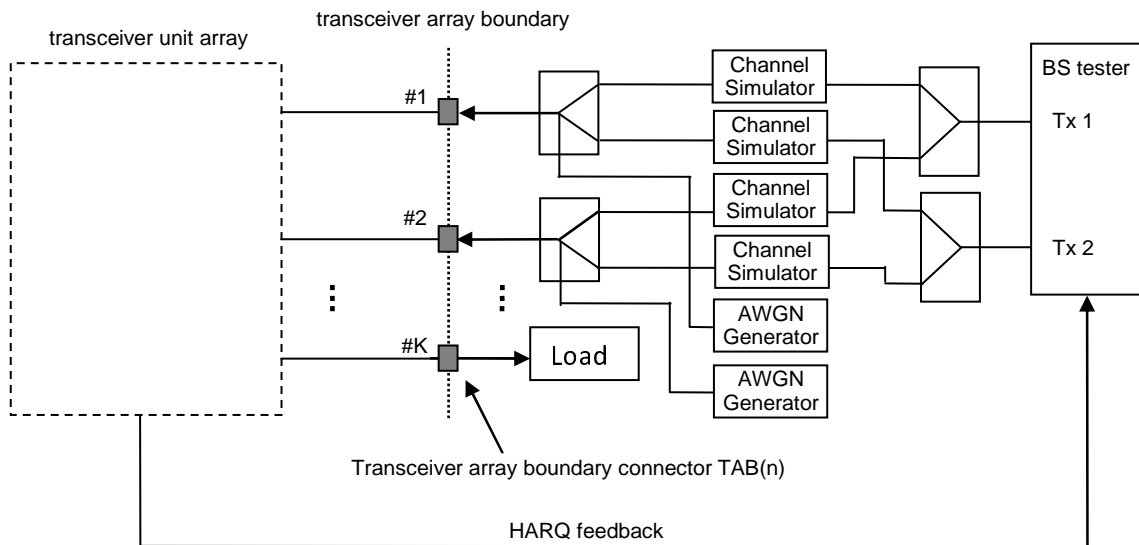 transceiver array boundary
transceiver unit array
#1
Channel
Simulator
BS tester
Channel
Simulator
Tx 1
Channel
Simulator
#2
Channel
Simulator
Tx 2
AWGN
Generator
#K
Load
AWGN
Generator
Transceiver array boundary connector TAB(n)
HARQ feedback